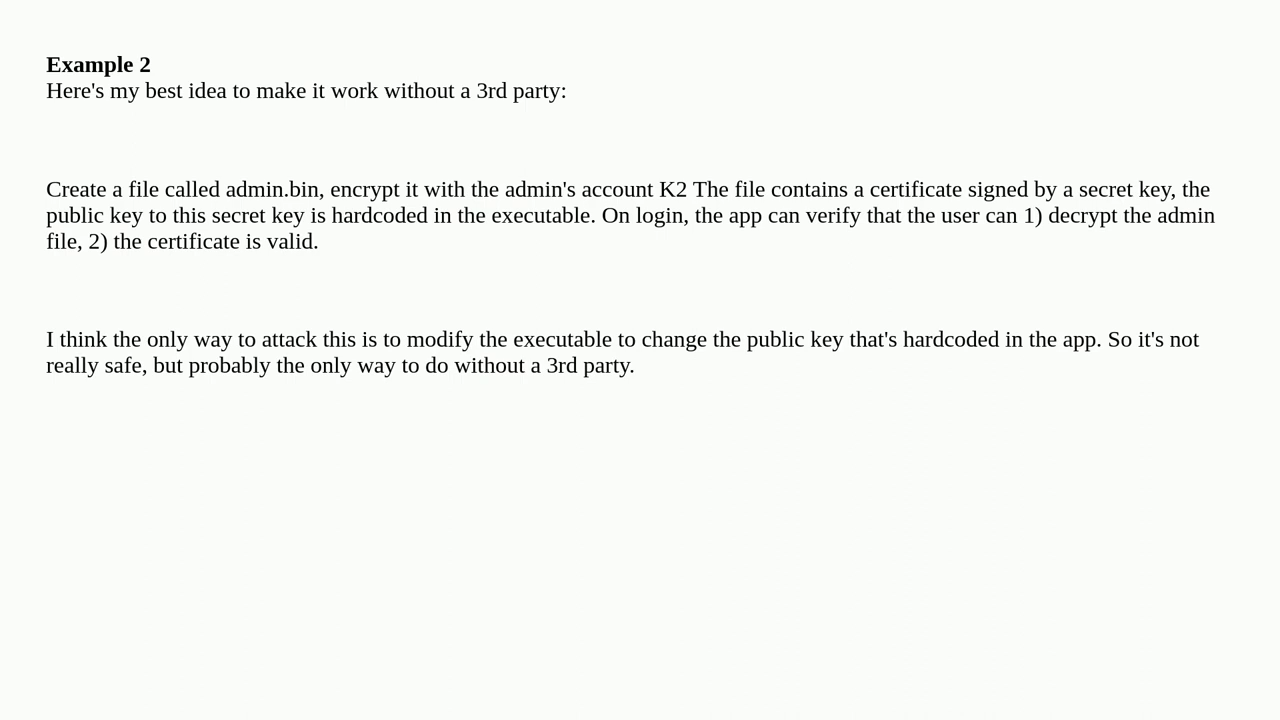 Example 2
Here's my best idea to make it work without a 3rd party:
Create a file called admin.bin, encrypt it with the admin's account K2 The file contains a certificate signed by a secret key, the
public key to this secret key is hardcoded in the executable. On login, the app can verify that the user can 1) decrypt the admin
file, 2) the certificate is valid.
I think the only way to attack this is to modify the executable to change the public key that's hardcoded in the app. So it's not
really safe, but probably the only way to do without a 3rd party.